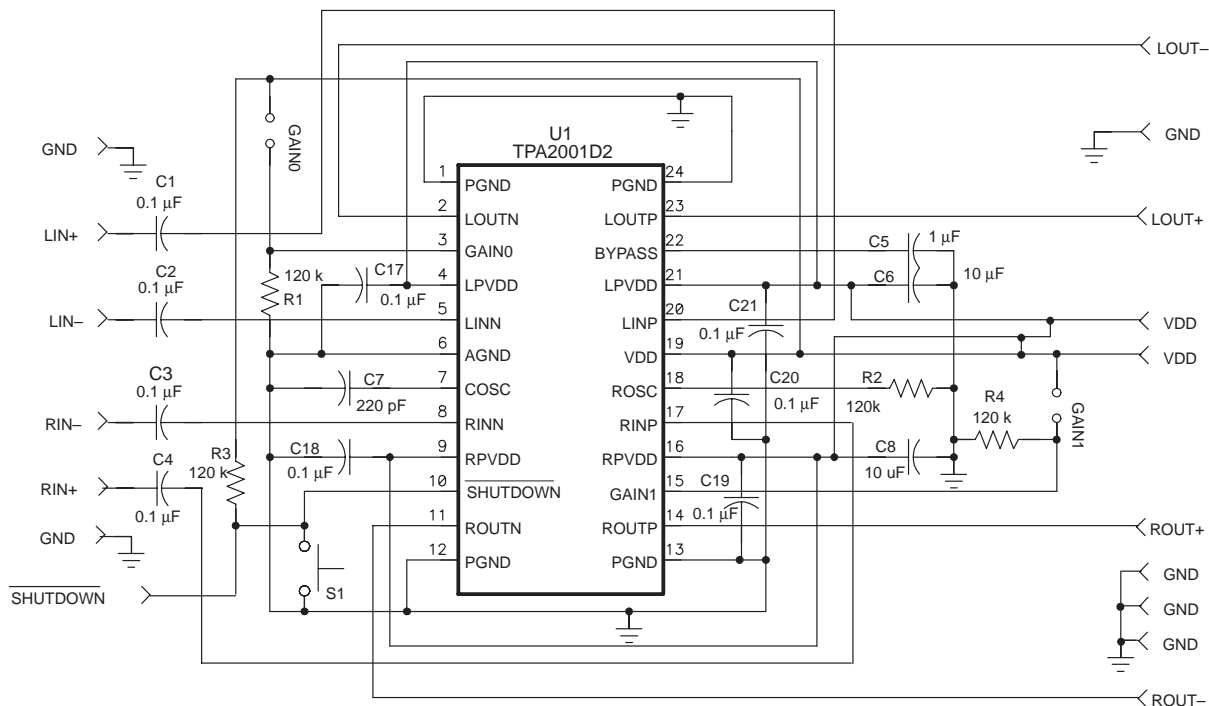 LOUT–
GND
GAIN0
U1
TPA2001D2
GND
C1
0.1 µF
LIN+
C2
0.1 µF
LIN–
C3
0.1 µF
RIN–
C4
0.1 µF
RIN+
GND
SHUTDOWN
R3
120 k
120 k
R1
C17
0.1 µF
C7
220 pF
C18
0.1 µF
S1
1 PGND
2 LOUTN
3 GAIN0
4 LPVDD
5 LINN
6 AGND
7 COSC
8 RINN
9 RPVDD
10 SHUTDOWN
11 ROUTN
12 PGND
24 PGND
23 LOUTP
22 BYPASS
21 LPVDD
20 LINP
19 VDD
18 ROSC
17 RINP
16 RPVDD
15 GAIN1
14 ROUTP
13 PGND
C5
1 µF
C6
10 µF
C21
0.1 µF
C20
0.1 µF
R2
120k
R4
120 k
GAIN1
C8
10 uF
C19
0.1 µF
LOUT+
VDD
VDD
ROUT+
GND
GND
GND
ROUT–